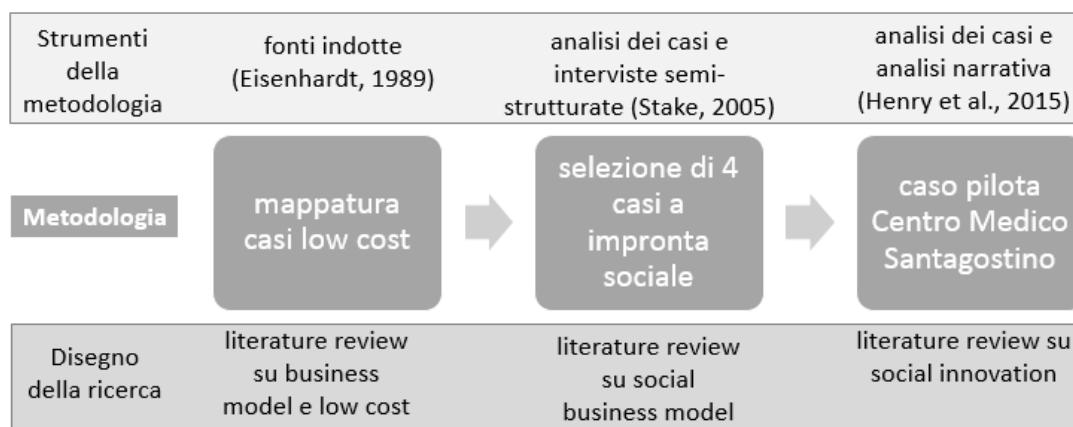 Strumenti
della
metodologia
fonti indotte
(Eisenhardt, 1989)
analisi dei casi e
interviste semi-
strutturate (Stake, 2005)
analisi dei casi e
analisi narrativa
(Henry et al., 2015)
Metodologia
mappatura
casi low cost
selezione di 4
casi a
impronta
sociale
caso pilota
Centro Medico
Santagostino
Disegno
della ricerca
literature review
su business
model e low cost
literature review
su social
business model
literature review su
social innovation